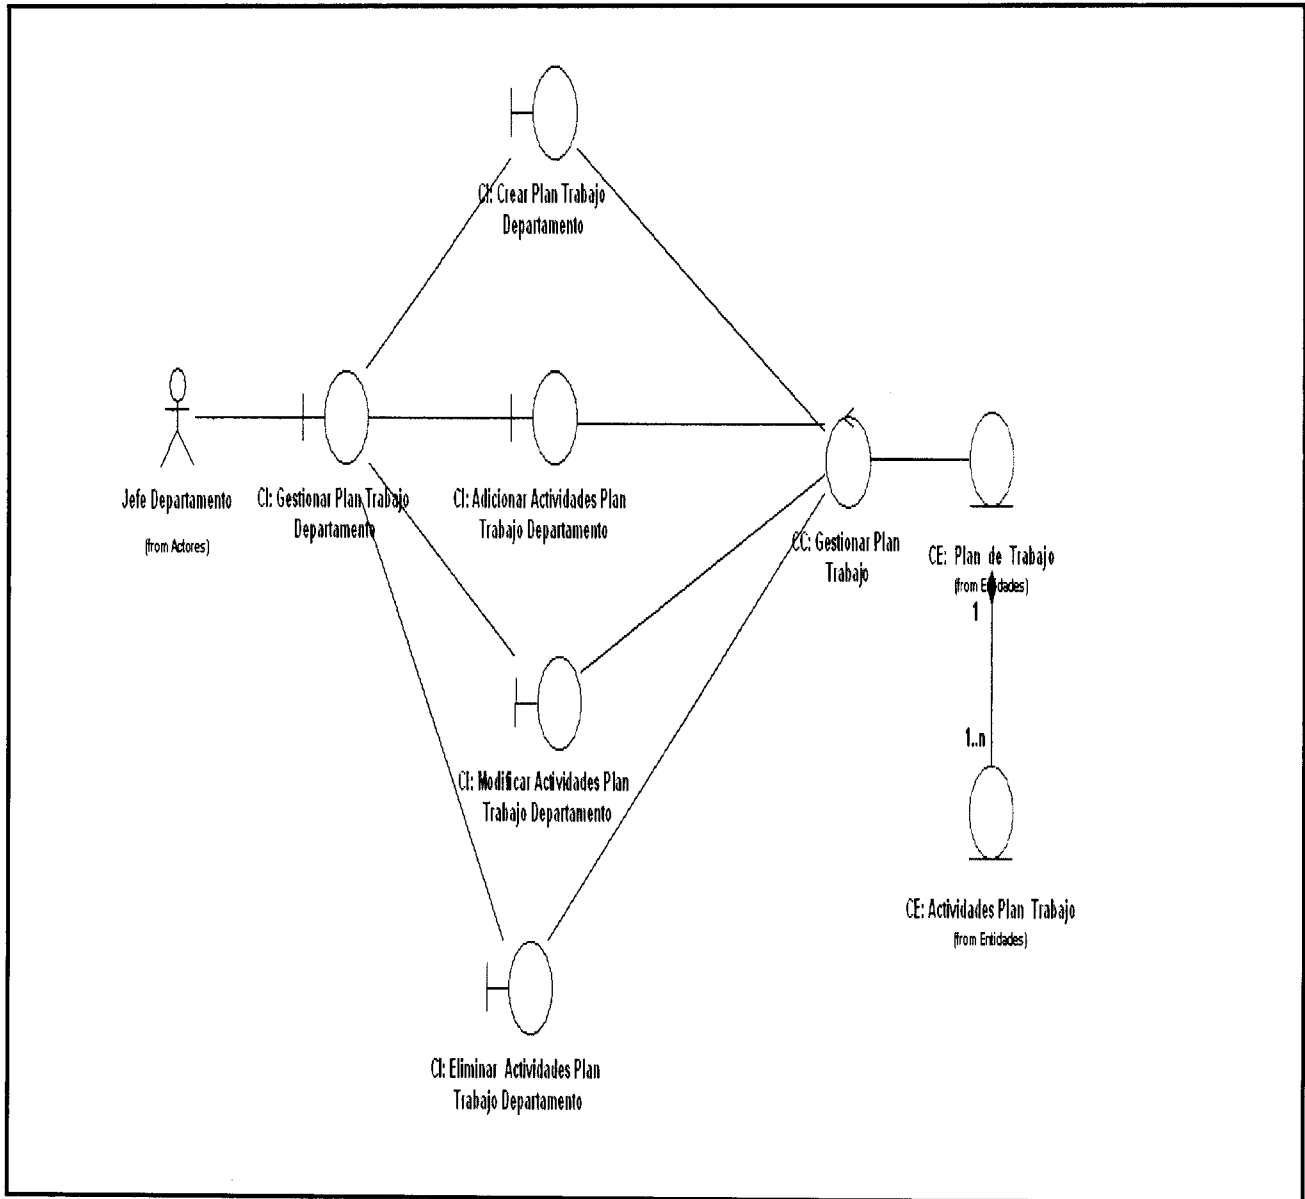 CI: Crear Plan Trabajo
Departamento
Jefe Departamento
(from Actores)
CI: Gestionar Plan Trabajo
Departamento
CI: Adicionar Actividades Plan
Trabajo Departamento
CC: Gestionar Plan
Trabajo
CE: Plan de Trabajo
(from Entidades)
1
1..n
CI: Modificar Actividades Plan
Trabajo Departamento
CE: Actividades Plan Trabajo
(from Entidades)
CI: Eliminar Actividades Plan
Trabajo Departamento